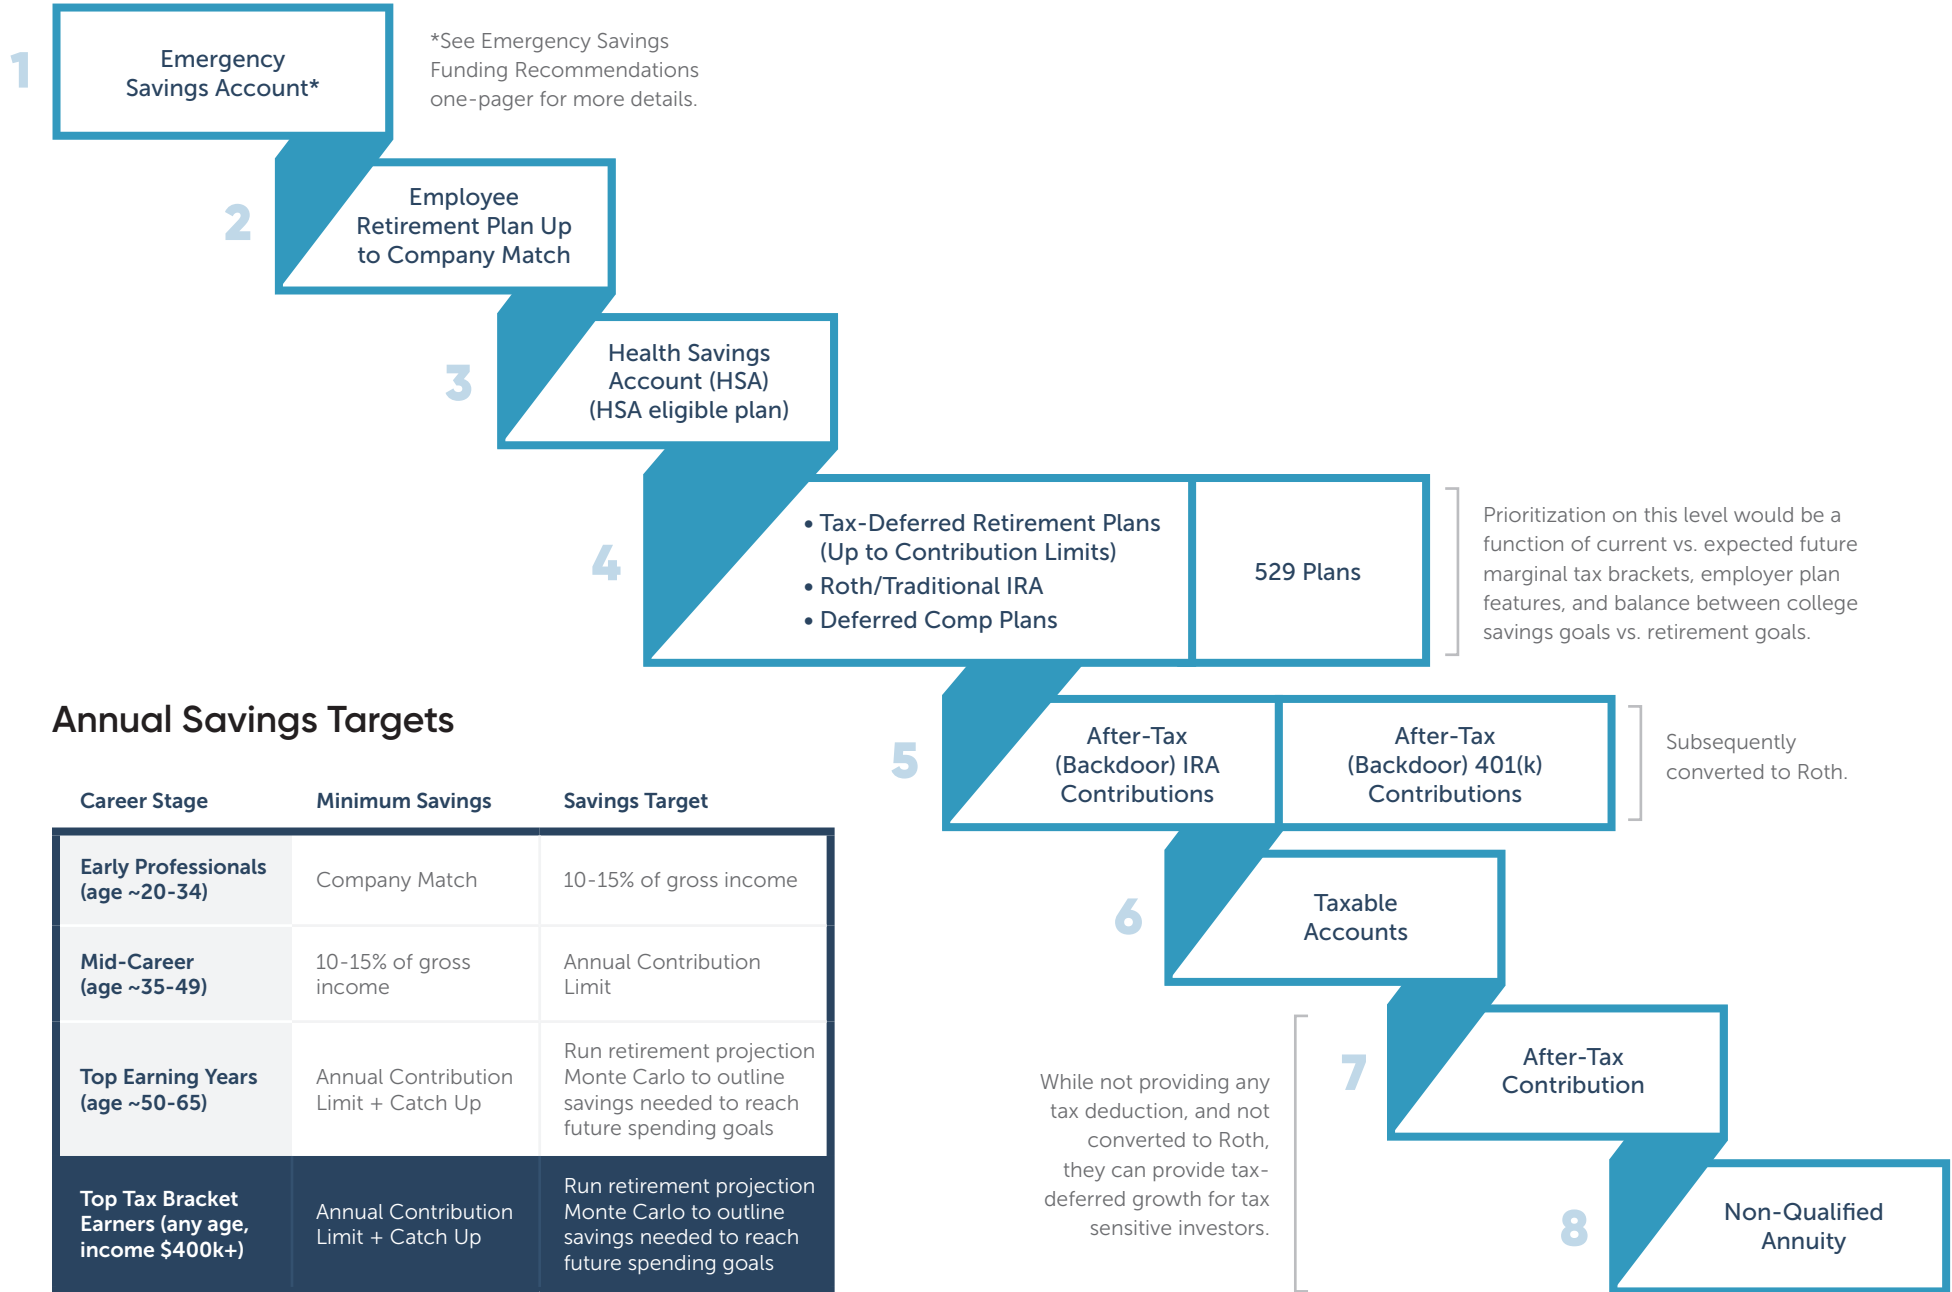 1
Emergency
Savings Account*
*See Emergency Savings
Funding Recommendations
one-pager for more details.
2
Employee
Retirement Plan Up
to Company Match
3
Health Savings
Account (HSA)
(HSA eligible plan)
4
• Tax-Deferred Retirement Plans
(Up to Contribution Limits)
• Roth/Traditional IRA
• Deferred Comp Plans
529 Plans
Prioritization on this level would be a
function of current vs. expected future
marginal tax brackets, employer plan
features, and balance between college
savings goals vs. retirement goals.
5
After-Tax
(Backdoor) IRA
Contributions
After-Tax
(Backdoor) 401(k)
Contributions
Subsequently
converted to Roth.
6
Taxable
Accounts
7
After-Tax
Contribution
While not providing any
tax deduction, and not
converted to Roth,
they can provide tax-
deferred growth for tax
sensitive investors.
8
Non-Qualified
Annuity
Annual Savings Targets
Career Stage
Minimum Savings
Savings Target
Early Professionals
(age ~20-34)
Company Match
10-15% of gross income
Mid-Career
(age ~35-49)
10-15% of gross
income
Annual Contribution
Limit
Top Earning Years
(age ~50-65)
Annual Contribution
Limit + Catch Up
Run retirement projection
Monte Carlo to outline
savings needed to reach
future spending goals
Top Tax Bracket
Earners (any age,
income $400k+)
Annual Contribution
Limit + Catch Up
Run retirement projection
Monte Carlo to outline
savings needed to reach
future spending goals